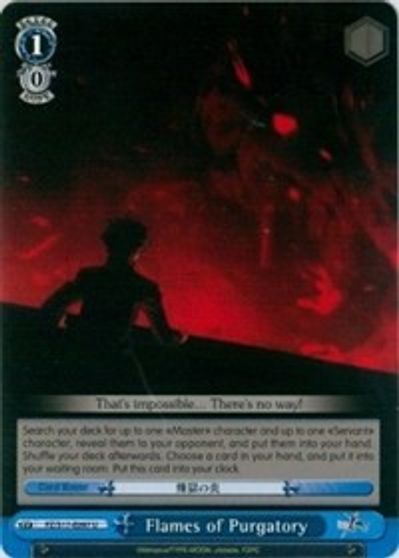 LEVEL
1
0
COST
That's impossible... There's no way!
Search your deck for up to one «Master» character and up to one «Servant»
character, reveal them to your opponent, and put them into your hand.
Shuffle your deck afterwards. Choose a card in your hand, and put it into
your waiting room. Put this card into your clock.
煉獄の炎
Flames of Purgatory